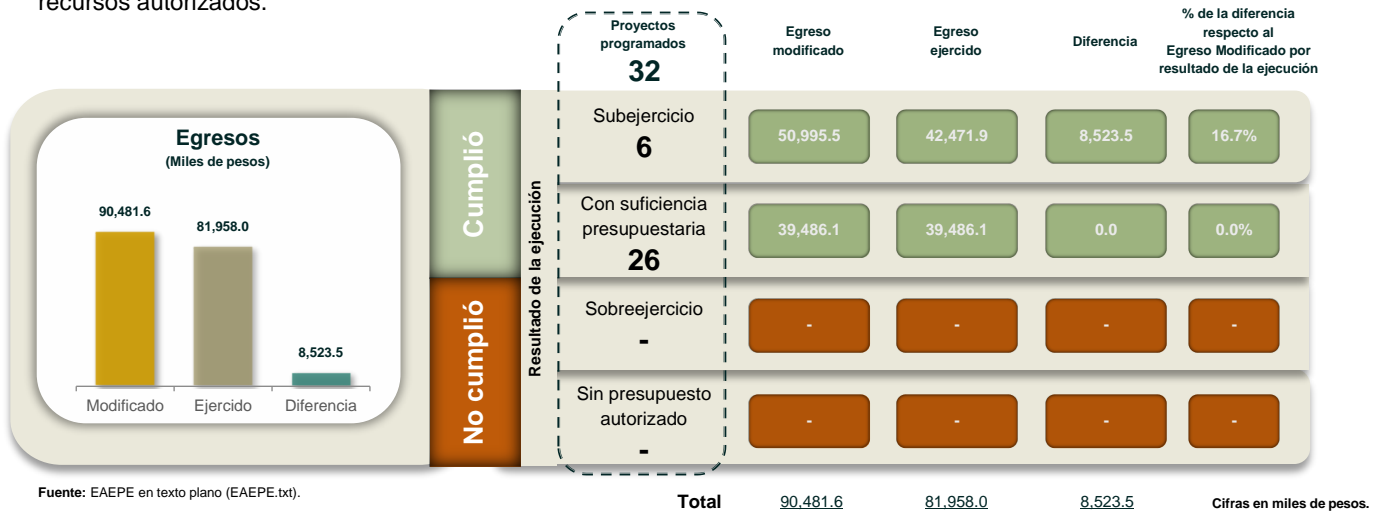 recursos autorizados.
Proyectos
programados
32
Egreso
modificado
Egreso
ejercido
Diferencia
% de la diferencia
respecto al
Egreso Modificado por
resultado de la ejecución
Egresos
(Miles de pesos)
90,481.6
81,958.0
8,523.5
Modificado
Ejercido
Diferencia
Cumplió
No cumplió
Resultado de la ejecución
Subejercicio
6
50,995.5
42,471.9
8,523.5
16.7%
Con suficiencia
presupuestaria
26
39,486.1
39,486.1
0.0
0.0%
Sobreejercicio
-
-
-
-
-
Sin presupuesto
autorizado
-
-
-
-
-
Fuente: EAEPE en texto plano (EAEPE.txt).
Total 90,481.6 81,958.0 8,523.5 Cifras en miles de pesos.